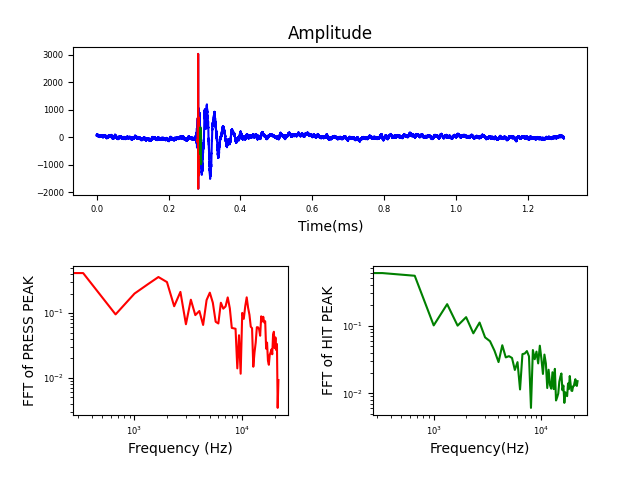 Amplitude
3000
2000
1000
0
−1000
−2000
0.0 0.2 0.4 0.6 0.8 1.0 1.2
Time(ms)
FFT of PRESS PEAK
10⁻¹
10⁻²
10³ 10⁴
Frequency (Hz)
FFT of HIT PEAK
10⁻¹
10⁻²
10³ 10⁴
Frequency(Hz)